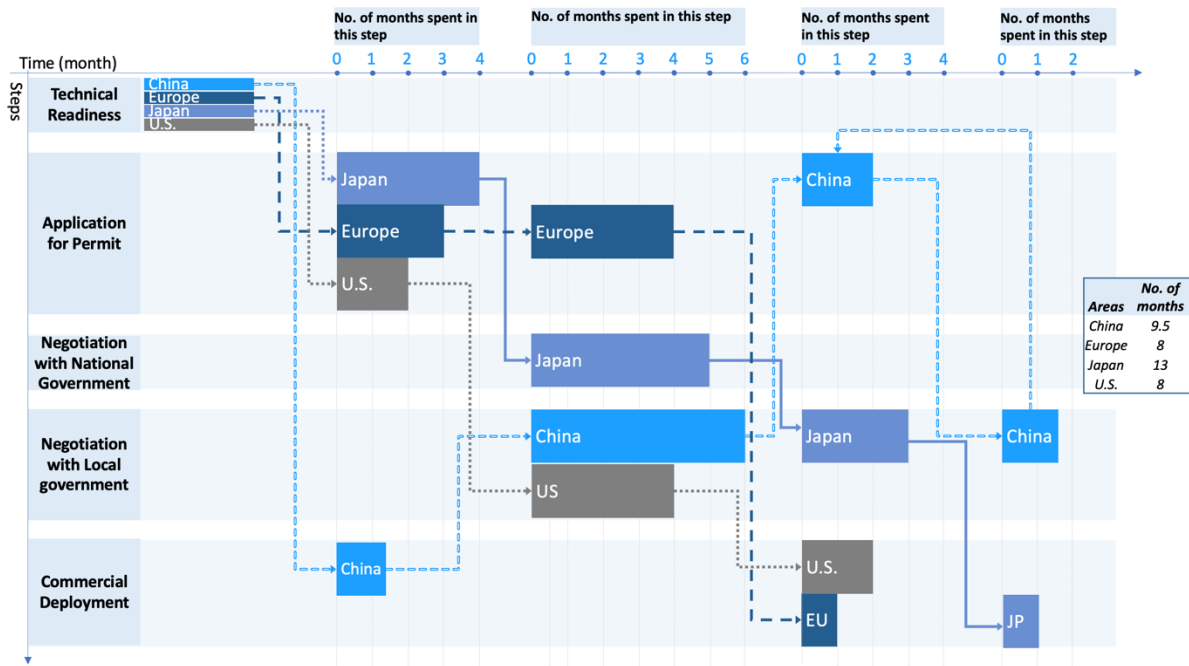 No. of months spent in
this step
No. of months spent in this step
No. of months spent
in this step
No. of months
spent in this step
Time (month)
0 1 2 3 4
0 1 2 3 4 5 6
0 1 2 3 4
0 1 2
Steps
Technical
Readiness
China
Europe
Japan
U.S.
Application
for Permit
Japan
Europe
U.S.
Europe
China
Negotiation
with National
Government
Japan
Areas
No. of
months
China 9.5
Europe 8
Japan 13
U.S. 8
Negotiation
with Local
government
China
US
Japan
China
Commercial
Deployment
China
U.S.
EU
JP